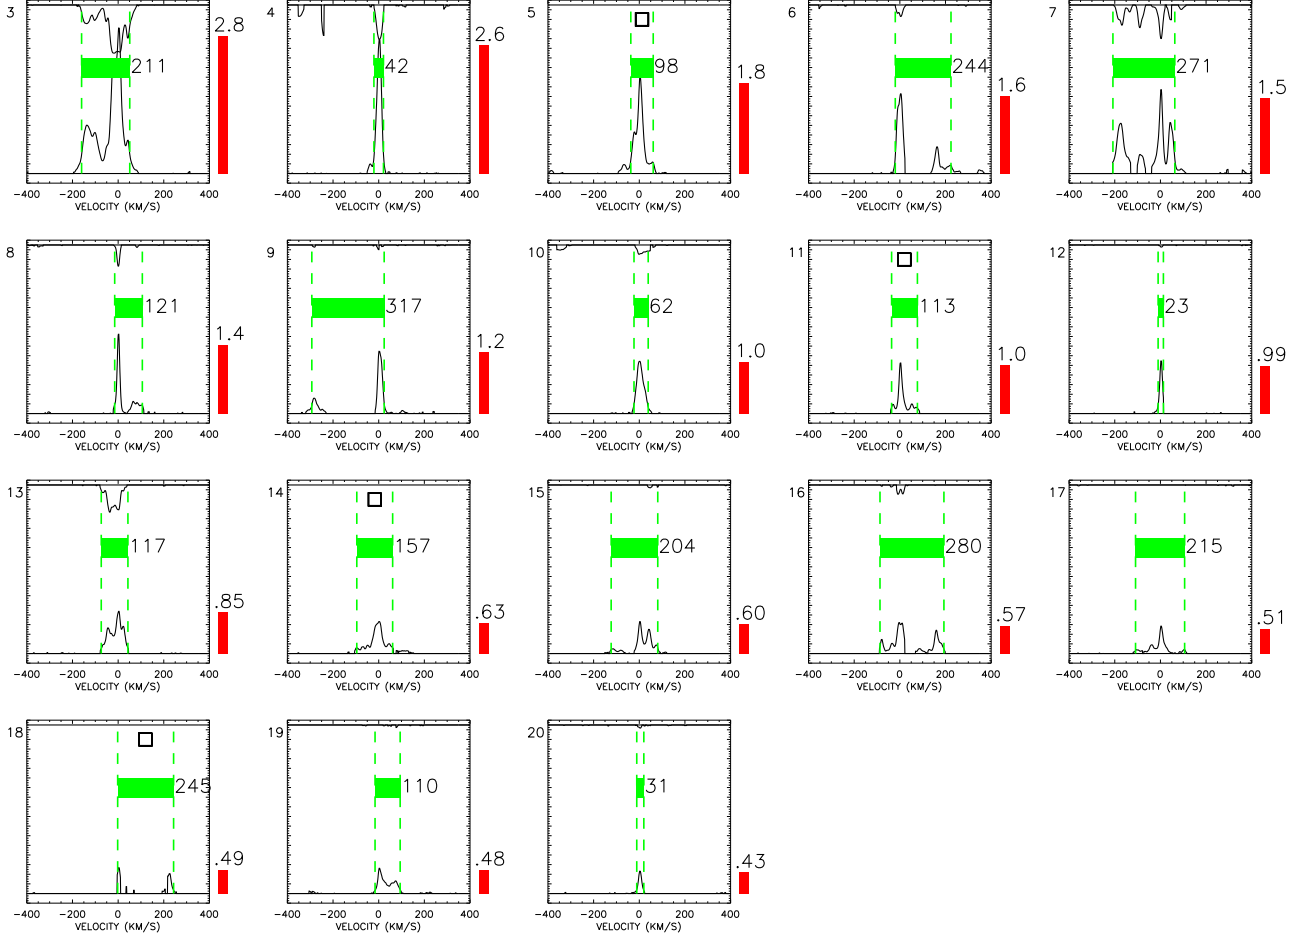 3 2.8 211
-400 -200 0 200 400
VELOCITY (KM/S)
4 2.6 42
-400 -200 0 200 400
VELOCITY (KM/S)
5 1.8 98
-400 -200 0 200 400
VELOCITY (KM/S)
6 1.6 244
-400 -200 0 200 400
VELOCITY (KM/S)
7 1.5 271
-400 -200 0 200 400
VELOCITY (KM/S)
8 1.4 121
-400 -200 0 200 400
VELOCITY (KM/S)
9 1.2 317
-400 -200 0 200 400
VELOCITY (KM/S)
10 1.0 62
-400 -200 0 200 400
VELOCITY (KM/S)
11 1.0 113
-400 -200 0 200 400
VELOCITY (KM/S)
12 .99 23
-400 -200 0 200 400
VELOCITY (KM/S)
13 .85 117
-400 -200 0 200 400
VELOCITY (KM/S)
14 .63 157
-400 -200 0 200 400
VELOCITY (KM/S)
15 .60 204
-400 -200 0 200 400
VELOCITY (KM/S)
16 .57 280
-400 -200 0 200 400
VELOCITY (KM/S)
17 .51 215
-400 -200 0 200 400
VELOCITY (KM/S)
18 .49 245
-400 -200 0 200 400
VELOCITY (KM/S)
19 .48 110
-400 -200 0 200 400
VELOCITY (KM/S)
20 .43 31
-400 -200 0 200 400
VELOCITY (KM/S)